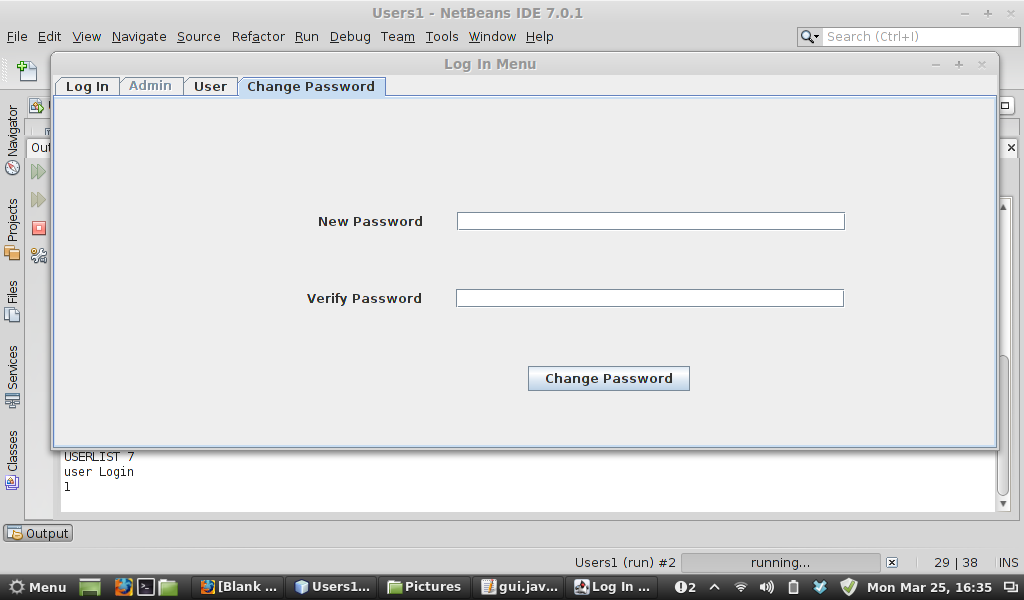 Users1 - NetBeans IDE 7.0.1
File Edit View Navigate Source Refactor Run Debug Team Tools Window Help
Search (Ctrl+I)
Log In Menu
Log In Admin User Change Password
Navigator
Projects
Files
Services
Classes
New Password
Verify Password
Change Password
USERLIST 7
user Login
1
Output
Users1 (run) #2 running... 29 | 38 INS
Menu [Blank ... Users1... Pictures gui.jav... Log In ... 2 Mon Mar 25, 16:35